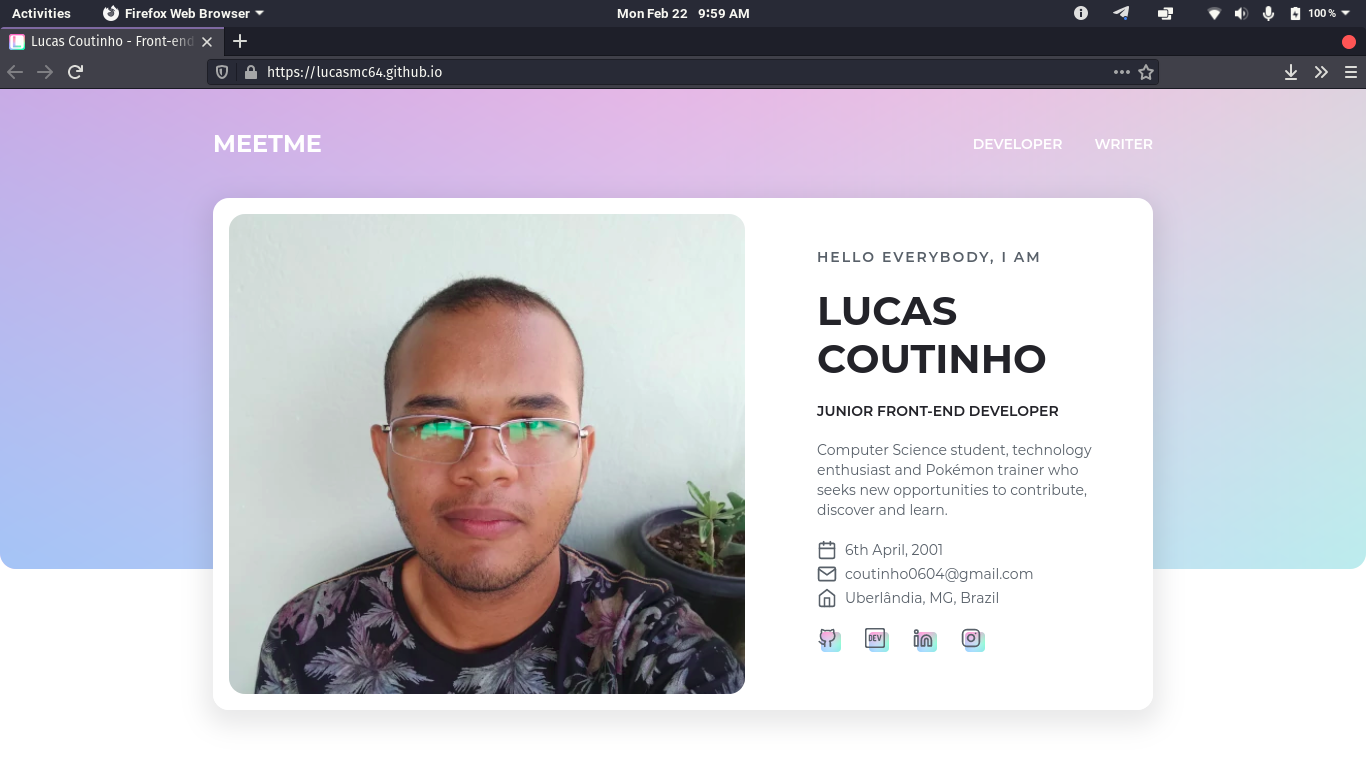 Activities Firefox Web Browser Mon Feb 22 9:59 AM 100 %
Lucas Coutinho - Front-end
https://lucasmc64.github.io
MEETME DEVELOPER WRITER
HELLO EVERYBODY, I AM
LUCAS
COUTINHO
JUNIOR FRONT-END DEVELOPER
Computer Science student, technology
enthusiast and Pokémon trainer who
seeks new opportunities to contribute,
discover and learn.
6th April, 2001
coutinho0604@gmail.com
Uberlândia, MG, Brazil
DEV in